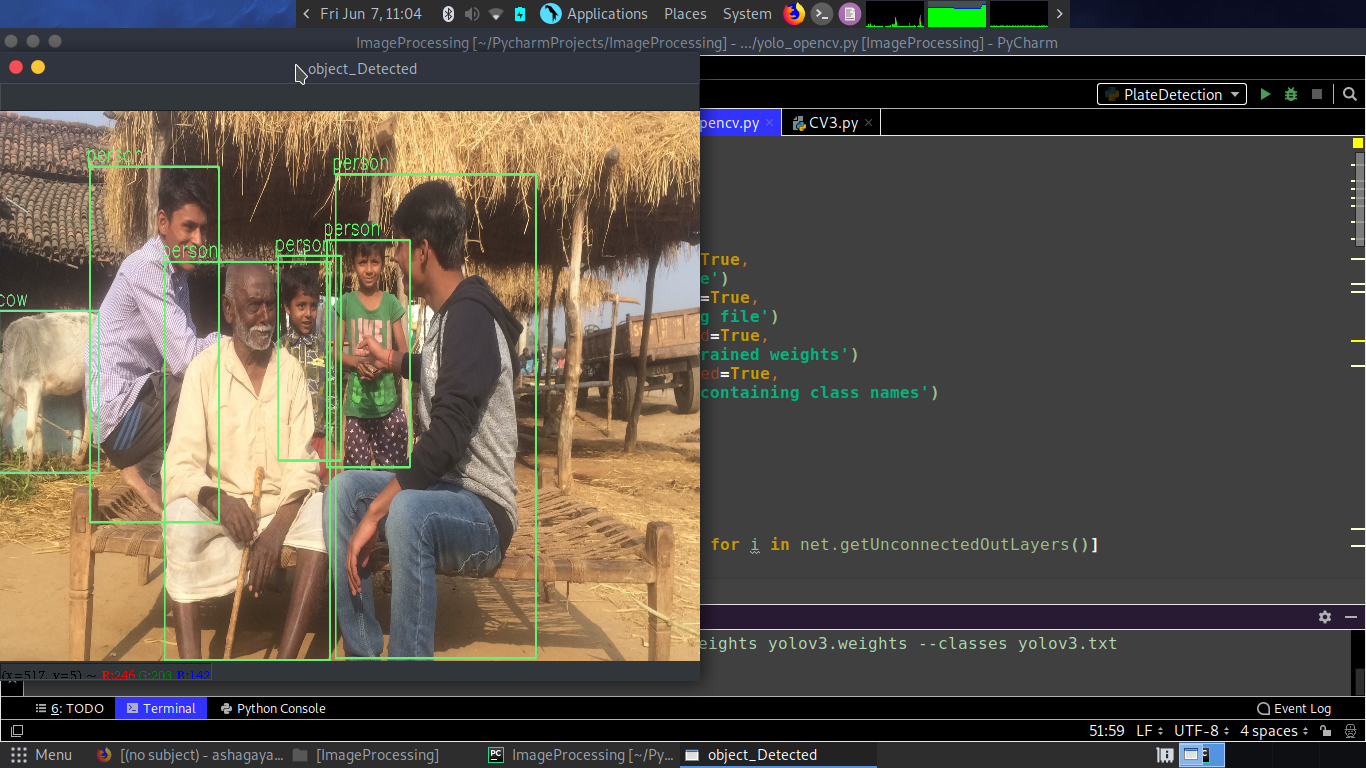 Fri Jun 7, 11:04
Applications Places System
ImageProcessing [~/PycharmProjects/ImageProcessing] - .../yolo_opencv.py [ImageProcessing] - PyCharm
object_Detected
PlateDetection
pencv.py
CV3.py
person
person
person
person
person
cow
True,
e')
=True,
g file')
d=True,
rained weights')
ed=True,
containing class names')
for i in net.getUnconnectedOutLayers()]
eights yolov3.weights --classes yolov3.txt
(x=517, y=5) ~ R:246 G:203 B:142
6: TODO
Terminal
Python Console
Event Log
51:59 LF UTF-8 4 spaces
Menu
[(no subject) - ashagaya...
[ImageProcessing]
ImageProcessing [~/Py...
object_Detected